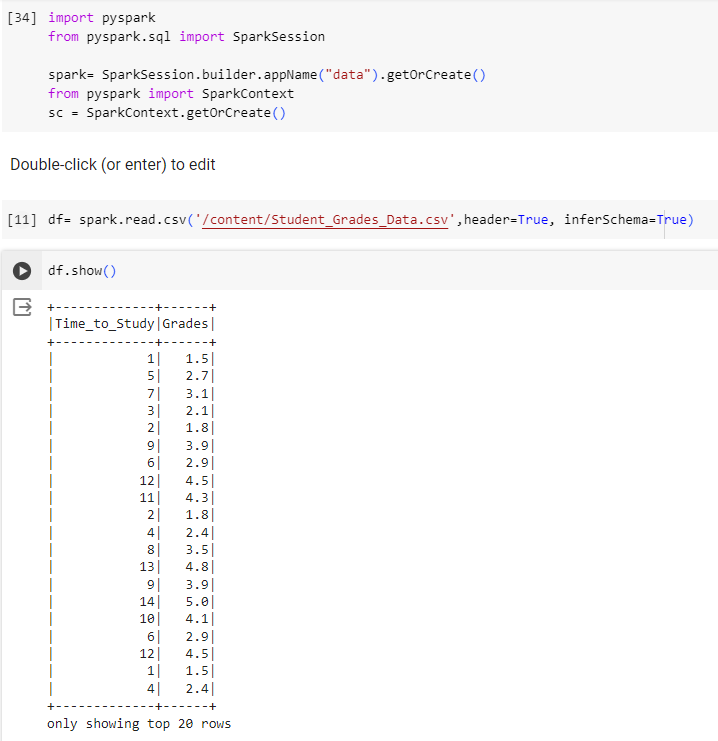 [34] import pyspark
from pyspark.sql import SparkSession
spark= SparkSession.builder.appName("data").getOrCreate()
from pyspark import SparkContext
sc = SparkContext.getOrCreate()
Double-click (or enter) to edit
[11] df= spark.read.csv('/content/Student_Grades_Data.csv',header=True, inferSchema=True)
df.show()
+-------------+------+
|Time_to_Study|Grades|
+-------------+------+
|            1|   1.5|
|            5|   2.7|
|            7|   3.1|
|            3|   2.1|
|            2|   1.8|
|            9|   3.9|
|            6|   2.9|
|           12|   4.5|
|           11|   4.3|
|            2|   1.8|
|            4|   2.4|
|            8|   3.5|
|           13|   4.8|
|            9|   3.9|
|           14|   5.0|
|           10|   4.1|
|            6|   2.9|
|           12|   4.5|
|            1|   1.5|
|            4|   2.4|
+-------------+------+
only showing top 20 rows